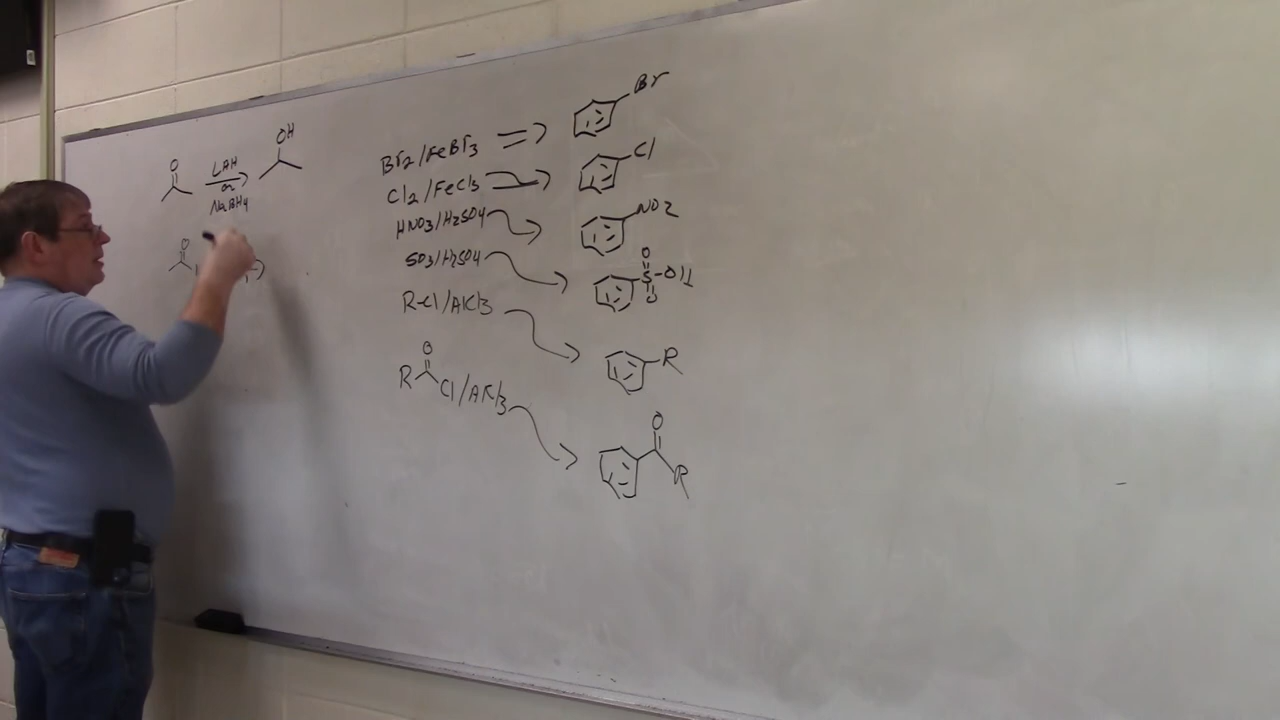 O
OH
LAH
or
NaBH4
O
Br2/FeBr3
Br
Cl2/FeCl3
Cl
HNO3/H2SO4
NO2
SO3/H2SO4
O
S-OH
O
R-Cl/AlCl3
R
O
R
Cl/AlCl3
O
R